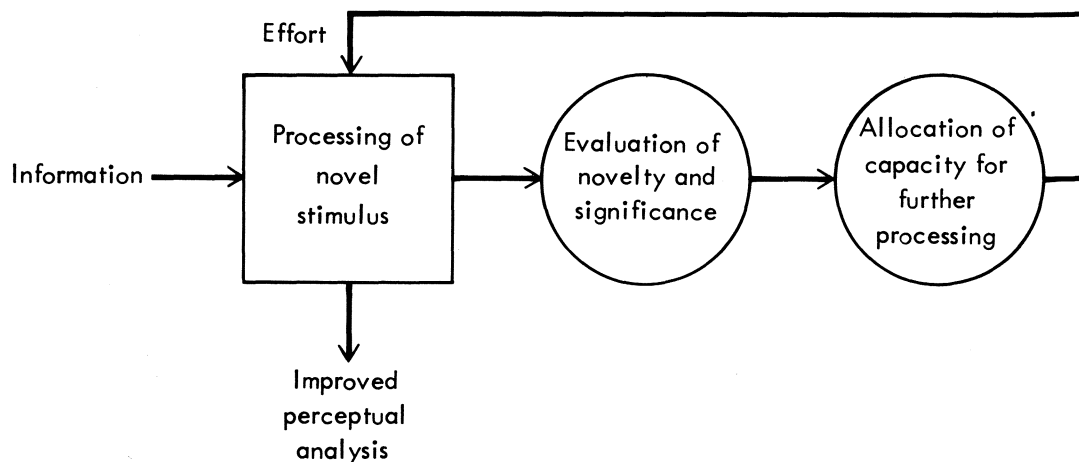 Effort
Information
Processing of
novel
stimulus
Evaluation of
novelty and
significance
Allocation of
capacity for
further
processing
Improved
perceptual
analysis